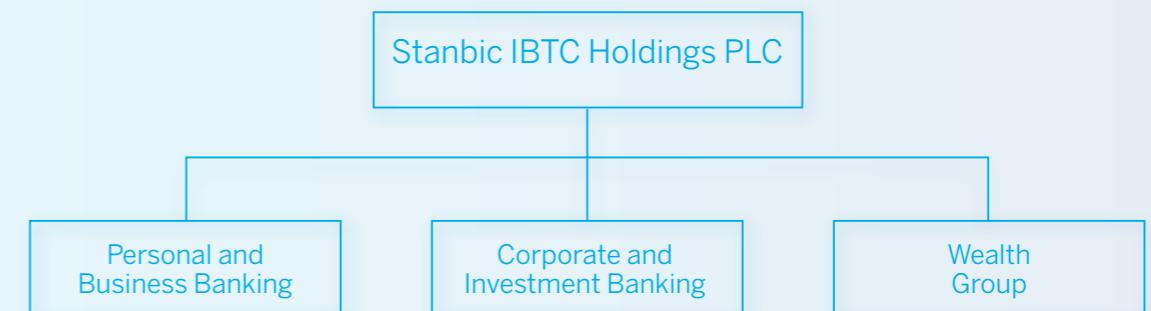 Stanbic IBTC Holdings PLC
Personal and
Business Banking
Corporate and
Investment Banking
Wealth
Group